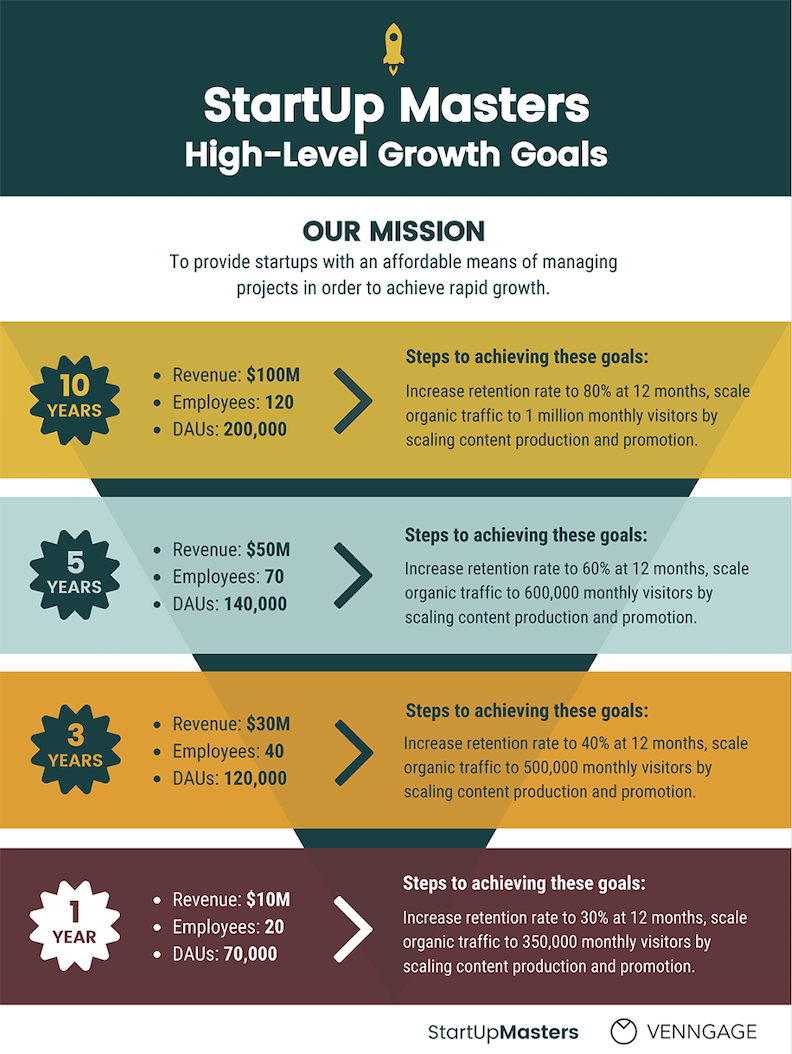 StartUp Masters
High-Level Growth Goals
OUR MISSION
To provide startups with an affordable means of managing
projects in order to achieve rapid growth.
10
YEARS
• Revenue: $100M
• Employees: 120
• DAUs: 200,000
Steps to achieving these goals:
Increase retention rate to 80% at 12 months, scale
organic traffic to 1 million monthly visitors by
scaling content production and promotion.
5
YEARS
• Revenue: $50M
• Employees: 70
• DAUs: 140,000
Steps to achieving these goals:
Increase retention rate to 60% at 12 months, scale
organic traffic to 600,000 monthly visitors by
scaling content production and promotion.
3
YEARS
• Revenue: $30M
• Employees: 40
• DAUs: 120,000
Steps to achieving these goals:
Increase retention rate to 40% at 12 months, scale
organic traffic to 500,000 monthly visitors by
scaling content production and promotion.
1
YEAR
• Revenue: $10M
• Employees: 20
• DAUs: 70,000
Steps to achieving these goals:
Increase retention rate to 30% at 12 months, scale
organic traffic to 350,000 monthly visitors by
scaling content production and promotion.
StartUpMasters
VENNGAGE